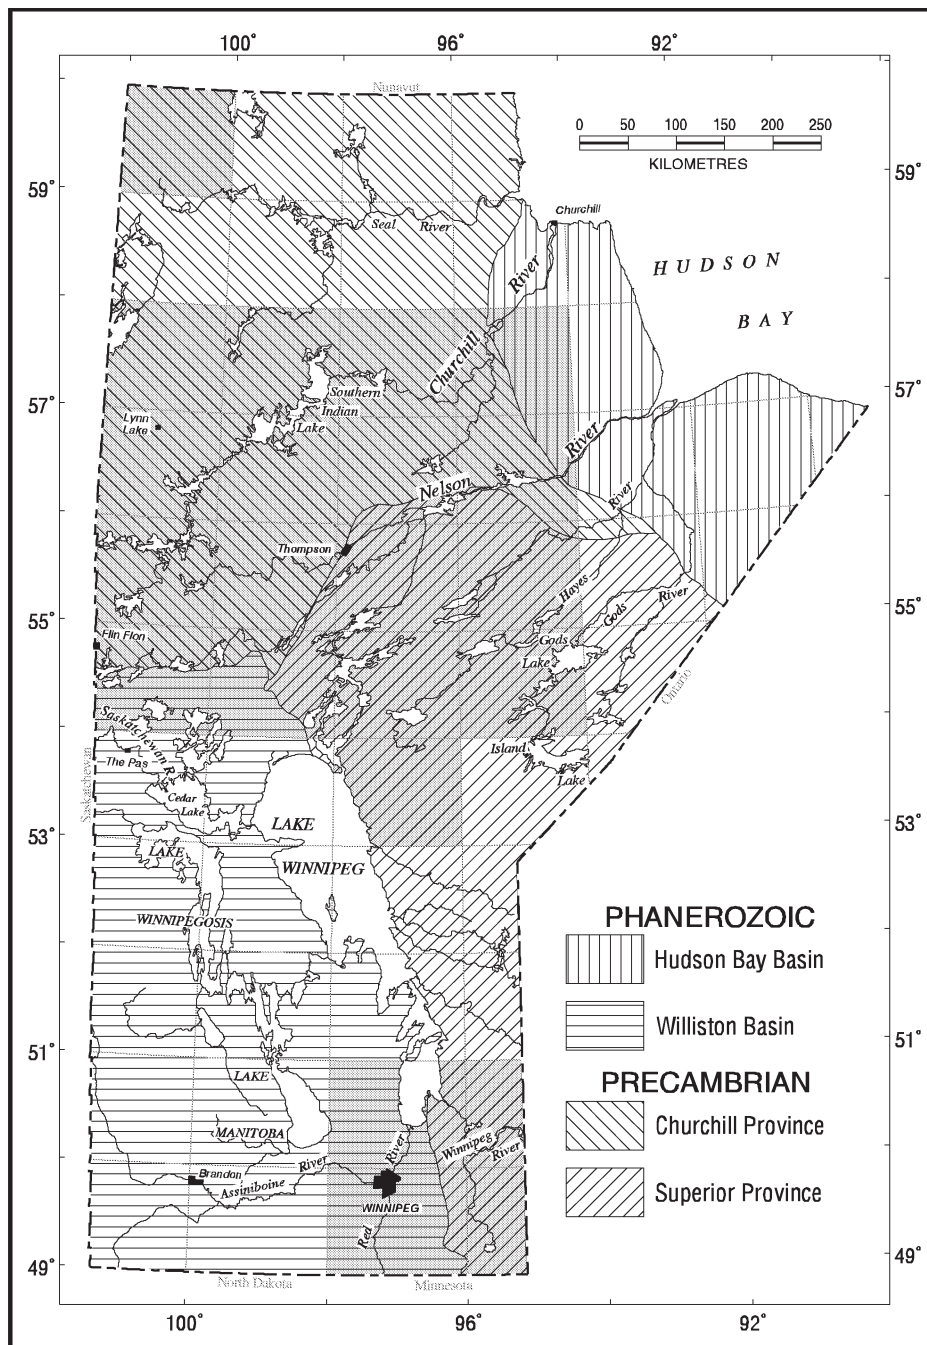 100°
96°
92°
Nunavut
0 50 100 150 200 250
KILOMETRES
59°
59°
Churchill
Seal River
HUDSON
BAY
River
Churchill
57°
57°
Southern
Indian
Lake
Lynn
Lake
River
Nelson
River
Thompson
Hayes
Gods
River
55°
55°
Flin Flon
Gods
Lake
Ontario
Saskatchewan R.
Island
Lake
The Pas
Saskatchewan
Cedar
Lake
53°
53°
LAKE
WINNIPEG
LAKE
WINNIPEGOSIS
PHANEROZOIC
Hudson Bay Basin
Williston Basin
51°
51°
PRECAMBRIAN
Churchill Province
Superior Province
LAKE
MANITOBA
River
Winnipeg
River
Brandon
Assiniboine
River
WINNIPEG
Red
49°
49°
North Dakota
Minnesota
100°
96°
92°